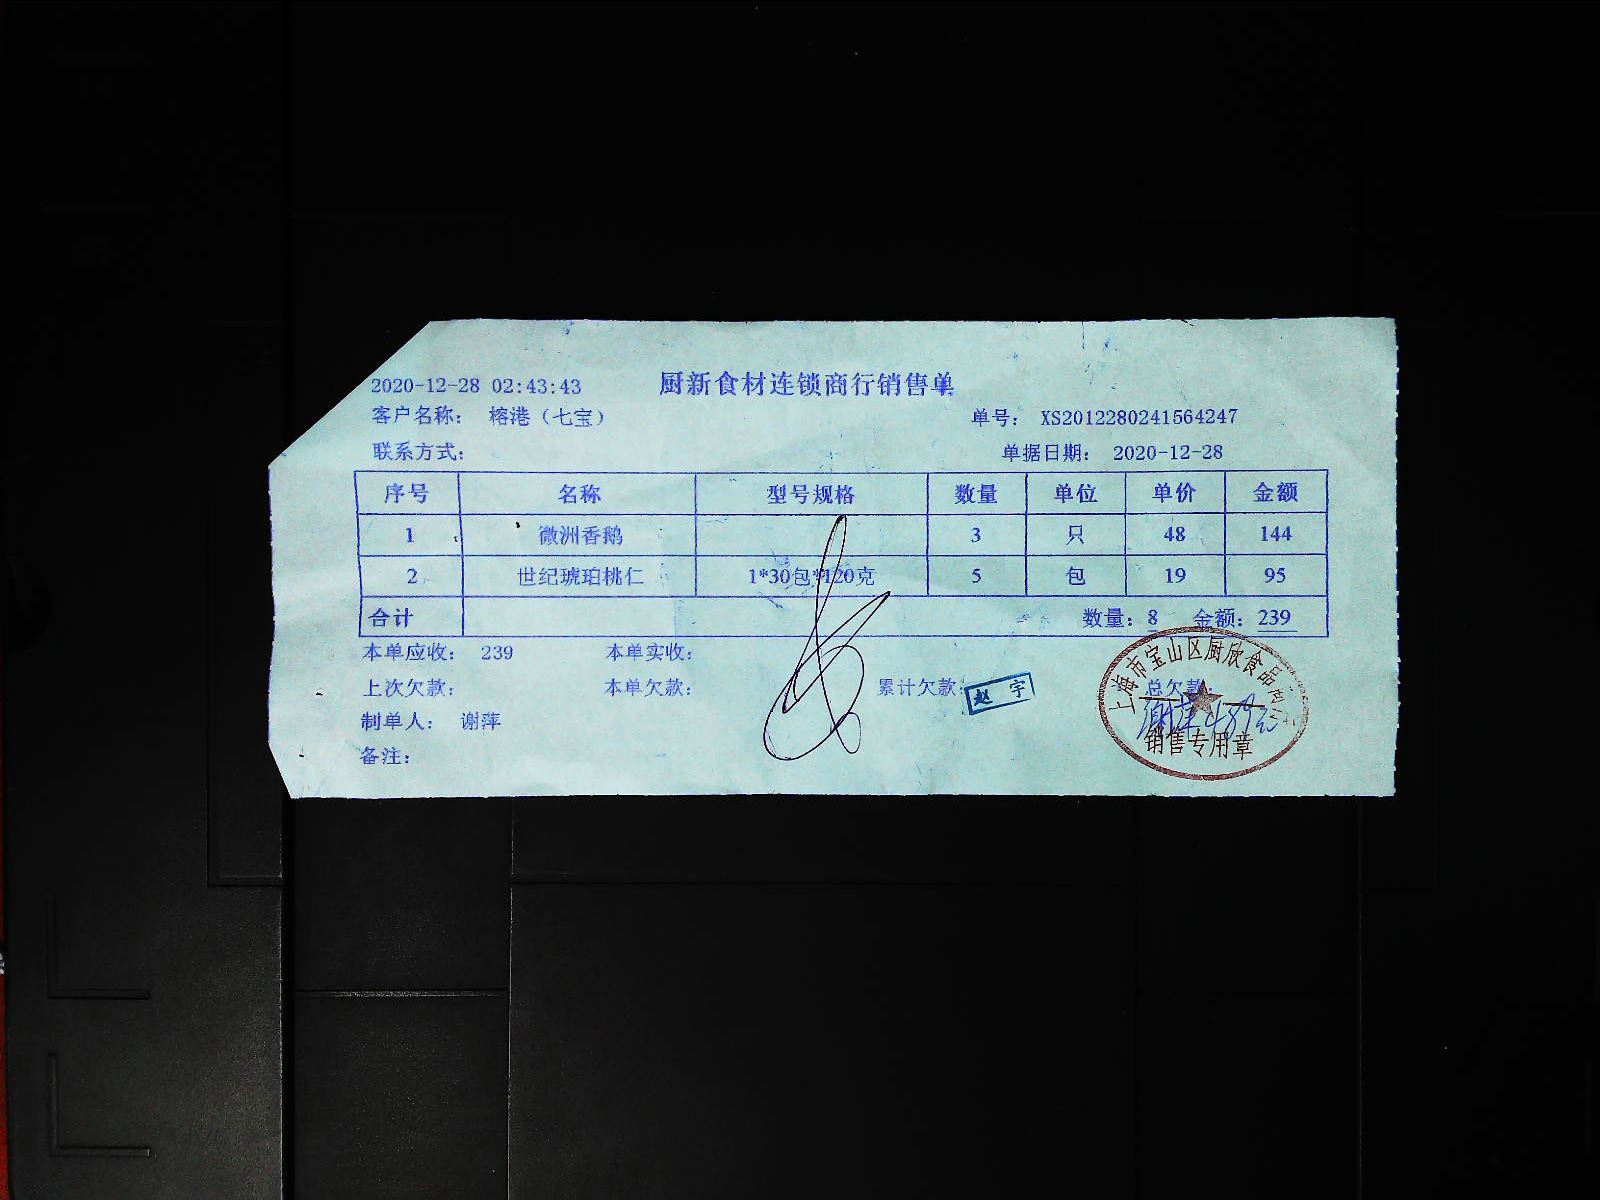 2020-12-28 02:43:43 厨新食材连锁商行销售单
客户名称： 榕港（七宝） 单号： XS2012280241564247
联系方式： 单据日期： 2020-12-28
序号 名称 型号规格 数量 单位 单价 金额
1 微洲香鹅 3 只 48 144
2 世纪琥珀桃仁 1*30包*120克 5 包 19 95
合计 数量：8 金额：239
本单应收： 239 本单实收：
上次欠款： 本单欠款： 累计欠款： 总欠款：
赵宇
制单人： 谢萍
备注：
上海市宝山区厨欣食品
销售专用章